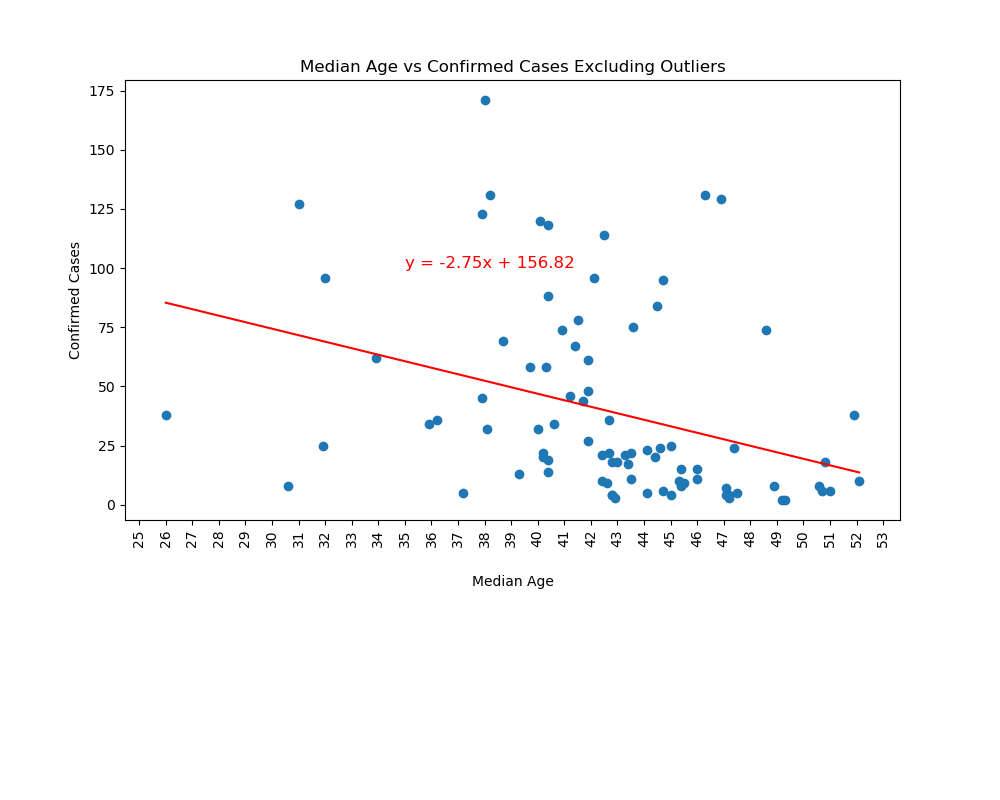 Median Age vs Confirmed Cases Excluding Outliers
175
150
125
100
75
50
25
0
Confirmed Cases
y = -2.75x + 156.82
25 26 27 28 29 30 31 32 33 34 35 36 37 38 39 40 41 42 43 44 45 46 47 48 49 50 51 52 53
Median Age